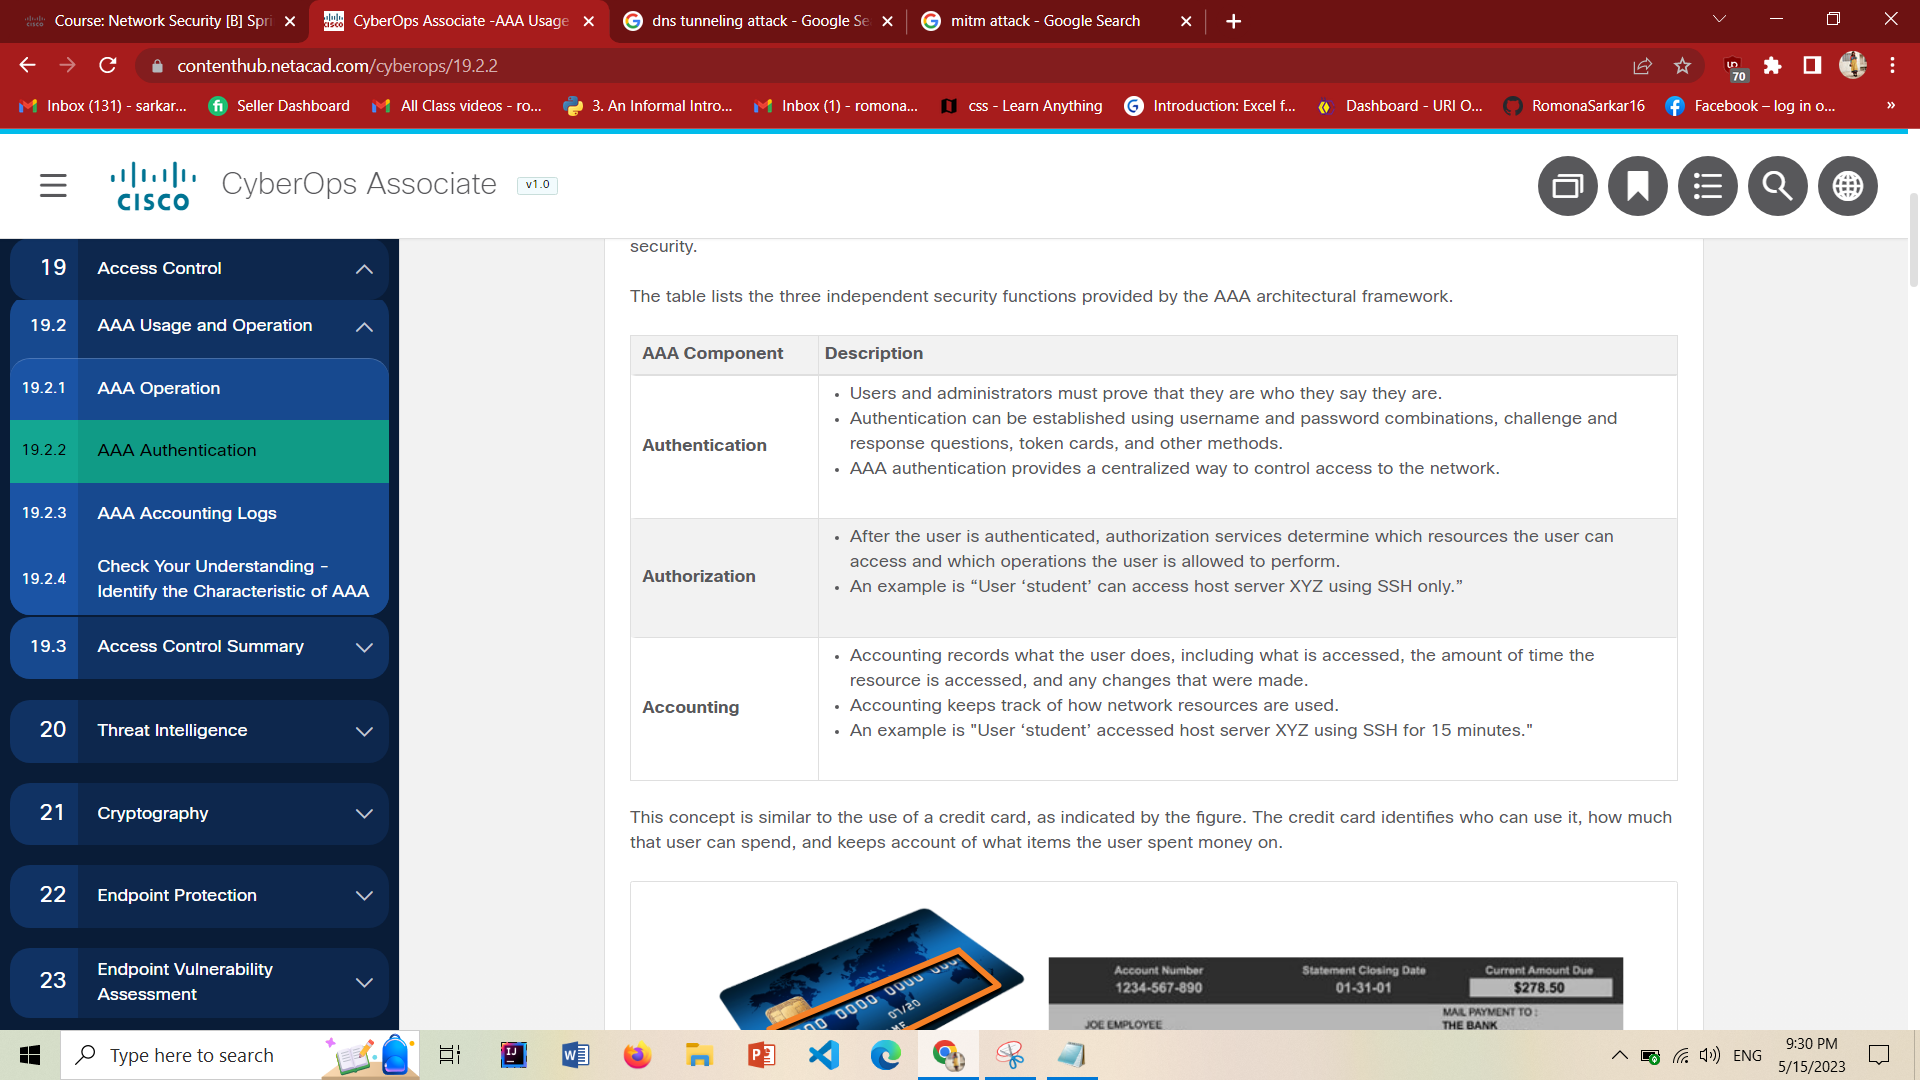 Course: Network Security [B] Spri
CyberOps Associate -AAA Usage
dns tunneling attack - Google Se
mitm attack - Google Search
contenthub.netacad.com/cyberops/19.2.2
70
Inbox (131) - sarkar...
Seller Dashboard
All Class videos - ro...
3. An Informal Intro...
Inbox (1) - romona...
css - Learn Anything
Introduction: Excel f...
Dashboard - URI O...
RomonaSarkar16
Facebook – log in o...
»
CISCO
CyberOps Associate
v1.0
19 Access Control
19.2 AAA Usage and Operation
19.2.1 AAA Operation
19.2.2 AAA Authentication
19.2.3 AAA Accounting Logs
19.2.4 Check Your Understanding -
Identify the Characteristic of AAA
19.3 Access Control Summary
20 Threat Intelligence
21 Cryptography
22 Endpoint Protection
23 Endpoint Vulnerability
Assessment
security.
The table lists the three independent security functions provided by the AAA architectural framework.
AAA Component Description
Authentication
• Users and administrators must prove that they are who they say they are.
• Authentication can be established using username and password combinations, challenge and
response questions, token cards, and other methods.
• AAA authentication provides a centralized way to control access to the network.
Authorization
• After the user is authenticated, authorization services determine which resources the user can
access and which operations the user is allowed to perform.
• An example is “User ‘student’ can access host server XYZ using SSH only.”
Accounting
• Accounting records what the user does, including what is accessed, the amount of time the
resource is accessed, and any changes that were made.
• Accounting keeps track of how network resources are used.
• An example is "User ‘student’ accessed host server XYZ using SSH for 15 minutes."
This concept is similar to the use of a credit card, as indicated by the figure. The credit card identifies who can use it, how much
that user can spend, and keeps account of what items the user spent money on.
0000 0000
07/20
Account Number
1234-567-890
Statement Closing Date
01-31-01
Current Amount Due
$278.50
JOE EMPLOYEE
MAIL PAYMENT TO :
THE BANK
Type here to search
ENG
9:30 PM
5/15/2023